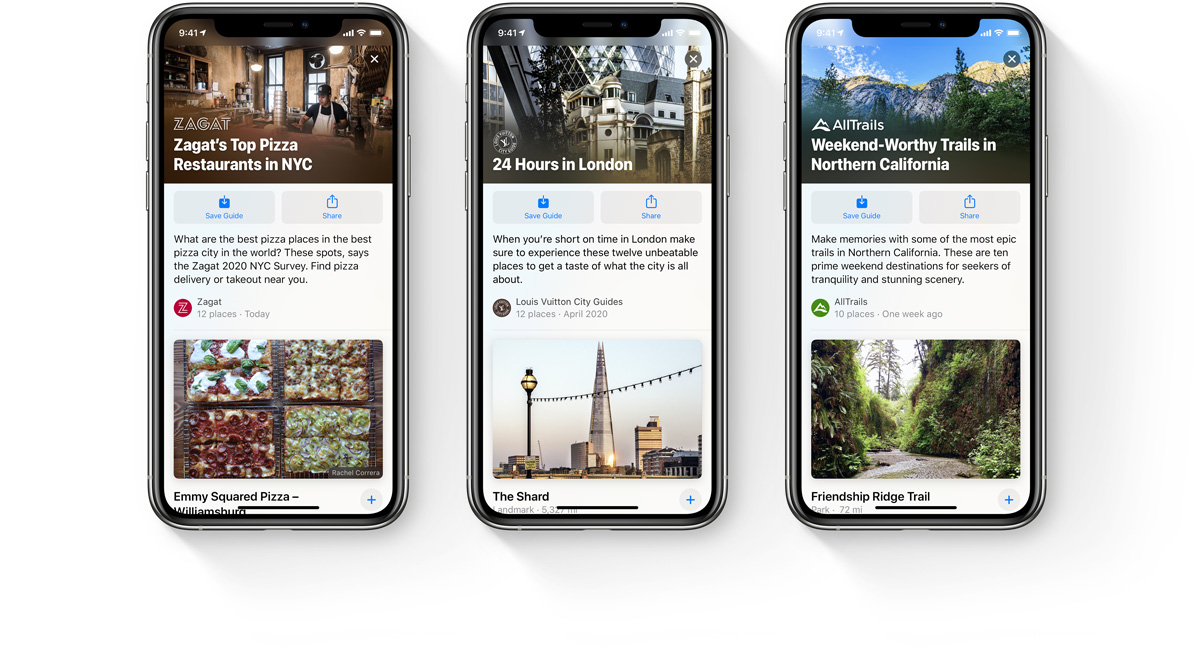 9:41
ZAGAT
Zagat's Top Pizza
Restaurants in NYC
Save Guide
Share
What are the best pizza places in the best
pizza city in the world? These spots, says
the Zagat 2020 NYC Survey. Find pizza
delivery or takeout near you.
Z
Zagat
12 places · Today
Rachel Correra
Emmy Squared Pizza –
Williamsburg
9:41
24 Hours in London
Save Guide
Share
When you're short on time in London make
sure to experience these twelve unbeatable
places to get a taste of what the city is all
about.
Louis Vuitton City Guides
12 places · April 2020
The Shard
Landmark · 5,327 mi
9:41
AllTrails
Weekend-Worthy Trails in
Northern California
Save Guide
Share
Make memories with some of the most epic
trails in Northern California. These are ten
prime weekend destinations for seekers of
tranquility and stunning scenery.
AllTrails
10 places · One week ago
Friendship Ridge Trail
Park · 72 mi